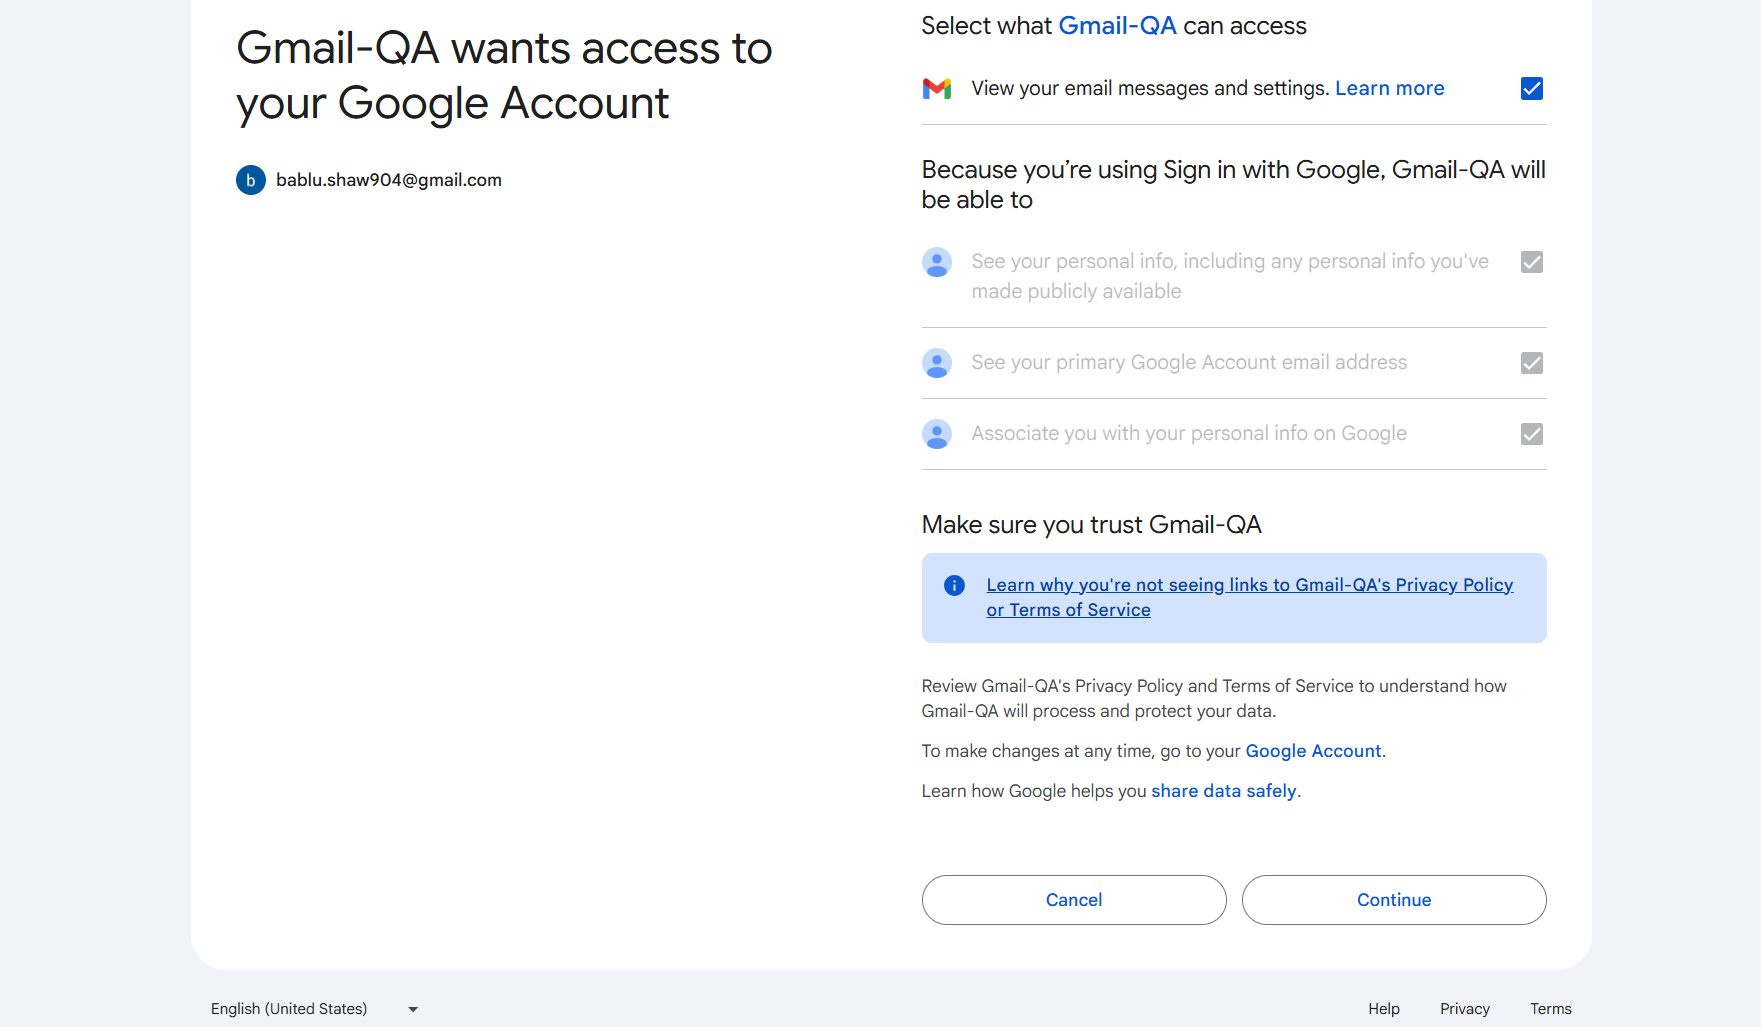 Gmail-QA wants access to
your Google Account
b bablu.shaw904@gmail.com
Select what Gmail-QA can access
View your email messages and settings. Learn more
Because you’re using Sign in with Google, Gmail-QA will
be able to
See your personal info, including any personal info you've
made publicly available
See your primary Google Account email address
Associate you with your personal info on Google
Make sure you trust Gmail-QA
Learn why you're not seeing links to Gmail-QA's Privacy Policy
or Terms of Service
Review Gmail-QA's Privacy Policy and Terms of Service to understand how
Gmail-QA will process and protect your data.
To make changes at any time, go to your Google Account.
Learn how Google helps you share data safely.
Cancel Continue
English (United States) Help Privacy Terms